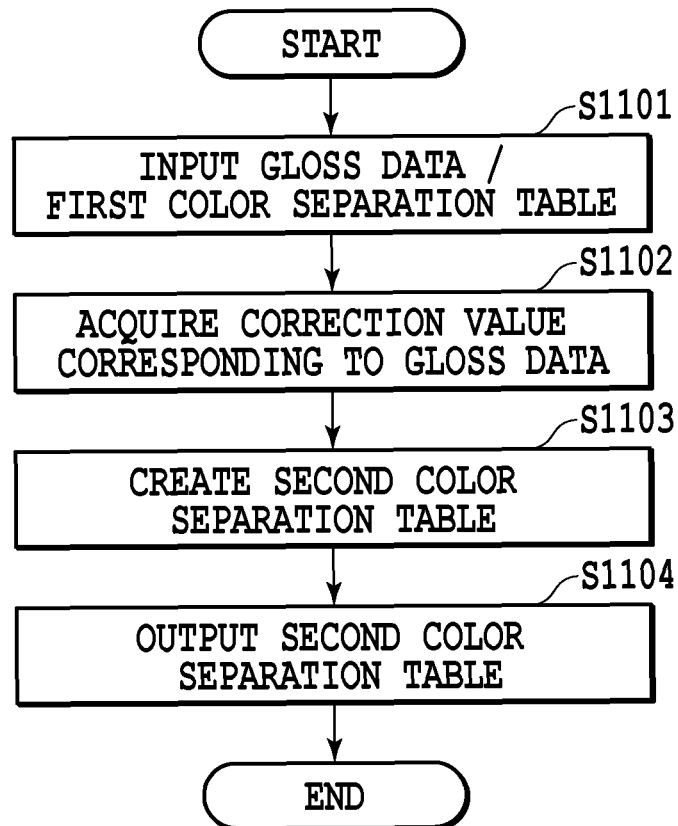 START
S1101
INPUT GLOSS DATA /
FIRST COLOR SEPARATION TABLE
S1102
ACQUIRE CORRECTION VALUE
CORRESPONDING TO GLOSS DATA
S1103
CREATE SECOND COLOR
SEPARATION TABLE
S1104
OUTPUT SECOND COLOR
SEPARATION TABLE
END